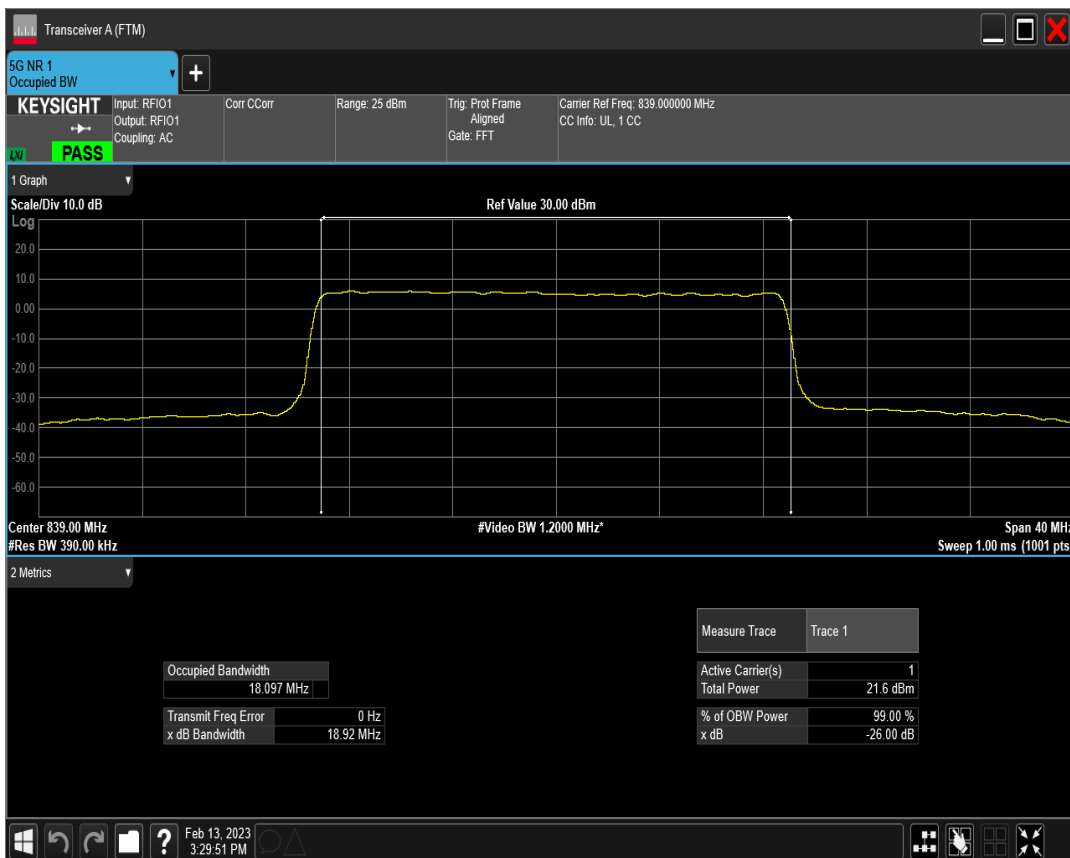 Transceiver A (FTM)
5G NR 1
Occupied BW
+
KEYSIGHT
Input: RFIO1
Output: RFIO1
Coupling: AC
Corr CCorr
Range: 25 dBm
Trig: Prot Frame
Aligned
Gate: FFT
Carrier Ref Freq: 839.000000 MHz
CC Info: UL, 1 CC
LXI
PASS
1 Graph
Scale/Div 10.0 dB
Ref Value 30.00 dBm
Log
20.0
10.0
0.00
-10.0
-20.0
-30.0
-40.0
-50.0
-60.0
Center 839.00 MHz
#Video BW 1.2000 MHz*
Span 40 MHz
#Res BW 390.00 kHz
Sweep 1.00 ms (1001 pts
2 Metrics
Measure Trace Trace 1
Occupied Bandwidth
18.097 MHz
Active Carrier(s) 1
Total Power 21.6 dBm
Transmit Freq Error 0 Hz
x dB Bandwidth 18.92 MHz
% of OBW Power 99.00 %
x dB -26.00 dB
?
Feb 13, 2023
3:29:51 PM